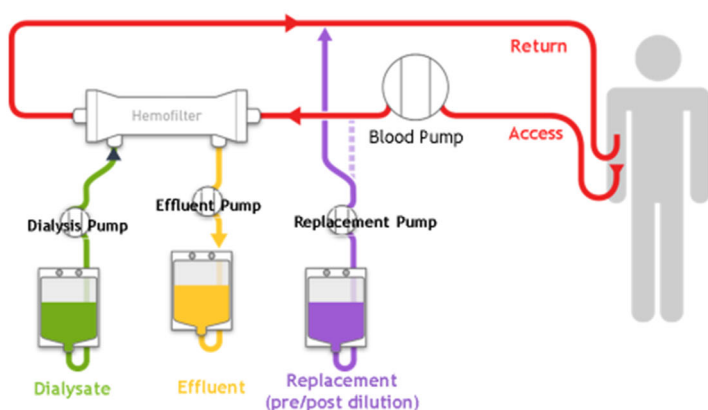 Return
Hemofilter
Blood Pump
Access
Dialysis Pump
Effluent Pump
Replacement Pump
Dialysate
Effluent
Replacement
(pre/post dilution)